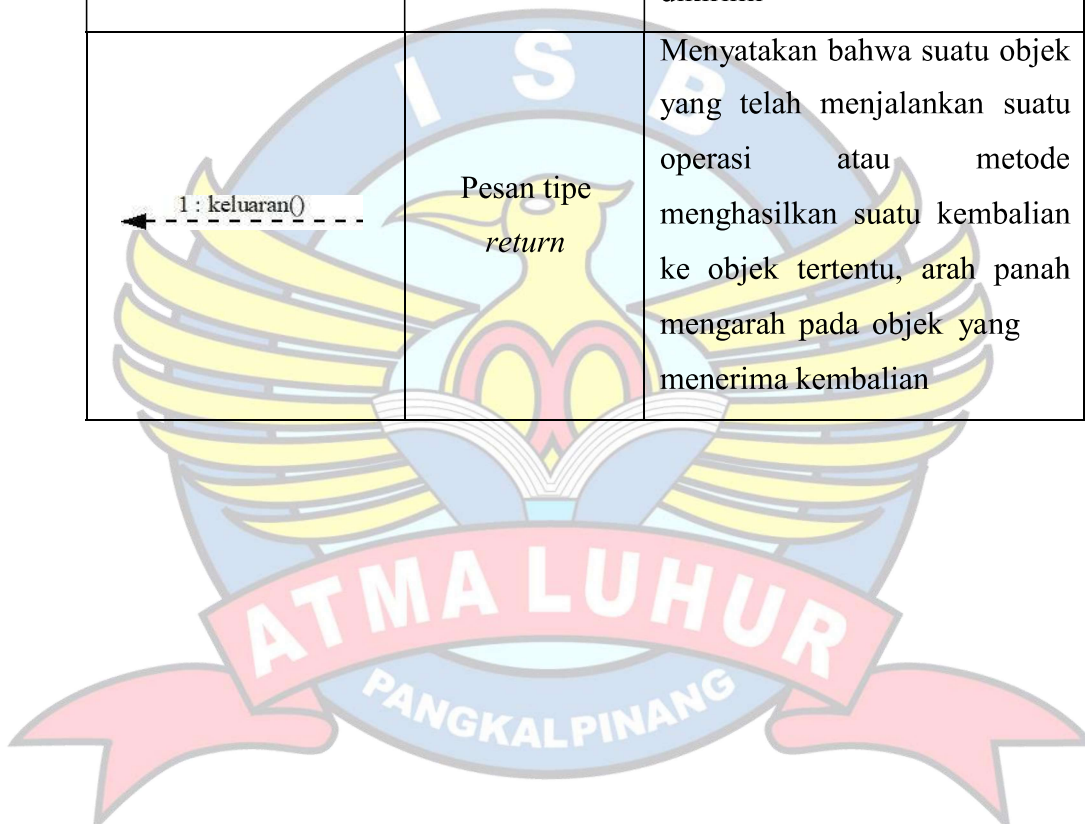 Menyatakan bahwa suatu objek
yang telah menjalankan suatu
operasi atau metode
menghasilkan suatu kembalian
ke objek tertentu, arah panah
mengarah pada objek yang
menerima kembalian
Pesan tipe
return
1 : keluaran()
I S B
ATMA LUHUR
PANGKALPINANG